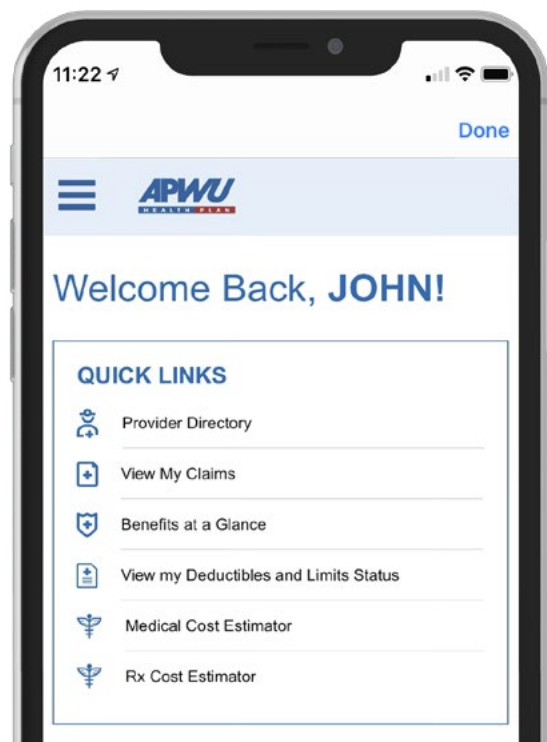 11:22
Done
APWU
HEALTH PLAN
Welcome Back, JOHN!
QUICK LINKS
Provider Directory
View My Claims
Benefits at a Glance
View my Deductibles and Limits Status
Medical Cost Estimator
Rx Cost Estimator